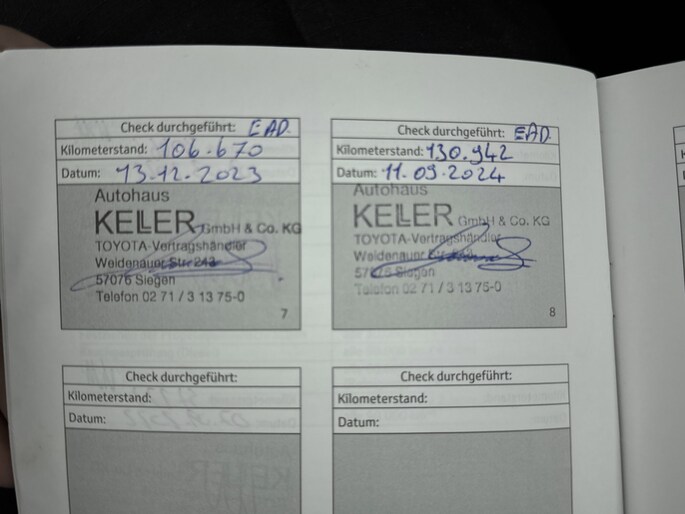 Check durchgeführt: EAD.
Kilometerstand: 106.670
Datum: 13.12.2023
Autohaus
KELLER GmbH & Co. KG
TOYOTA-Vertragshändler
Weidenauer Str. 243
57076 Siegen
Telefon 02 71 / 3 13 75-0
7
Check durchgeführt: EAD.
Kilometerstand: 130.942
Datum: 11.09.2024
Autohaus
KELLER GmbH & Co. KG
TOYOTA-Vertragshändler
Weidenauer
57076 Siegen
Telefon 02 71 / 3 13 75-0
8
Check durchgeführt:
Kilometerstand:
Datum:
Check durchgeführt:
Kilometerstand:
Datum: